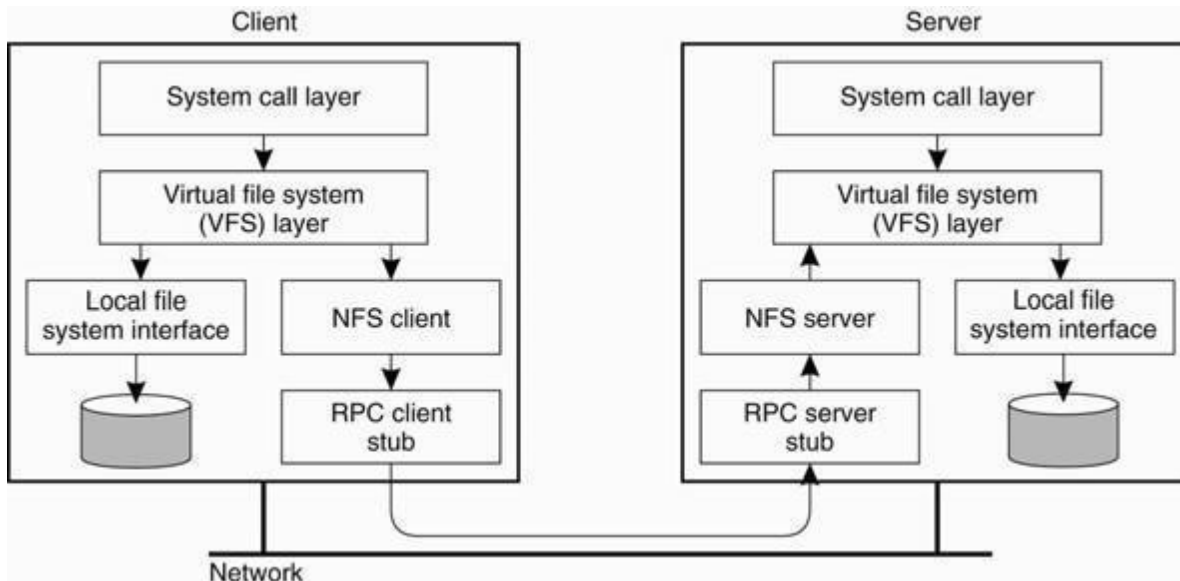 Client
Server
System call layer
System call layer
Virtual file system
(VFS) layer
Virtual file system
(VFS) layer
Local file
system interface
NFS client
NFS server
Local file
system interface
RPC client
stub
RPC server
stub
Network